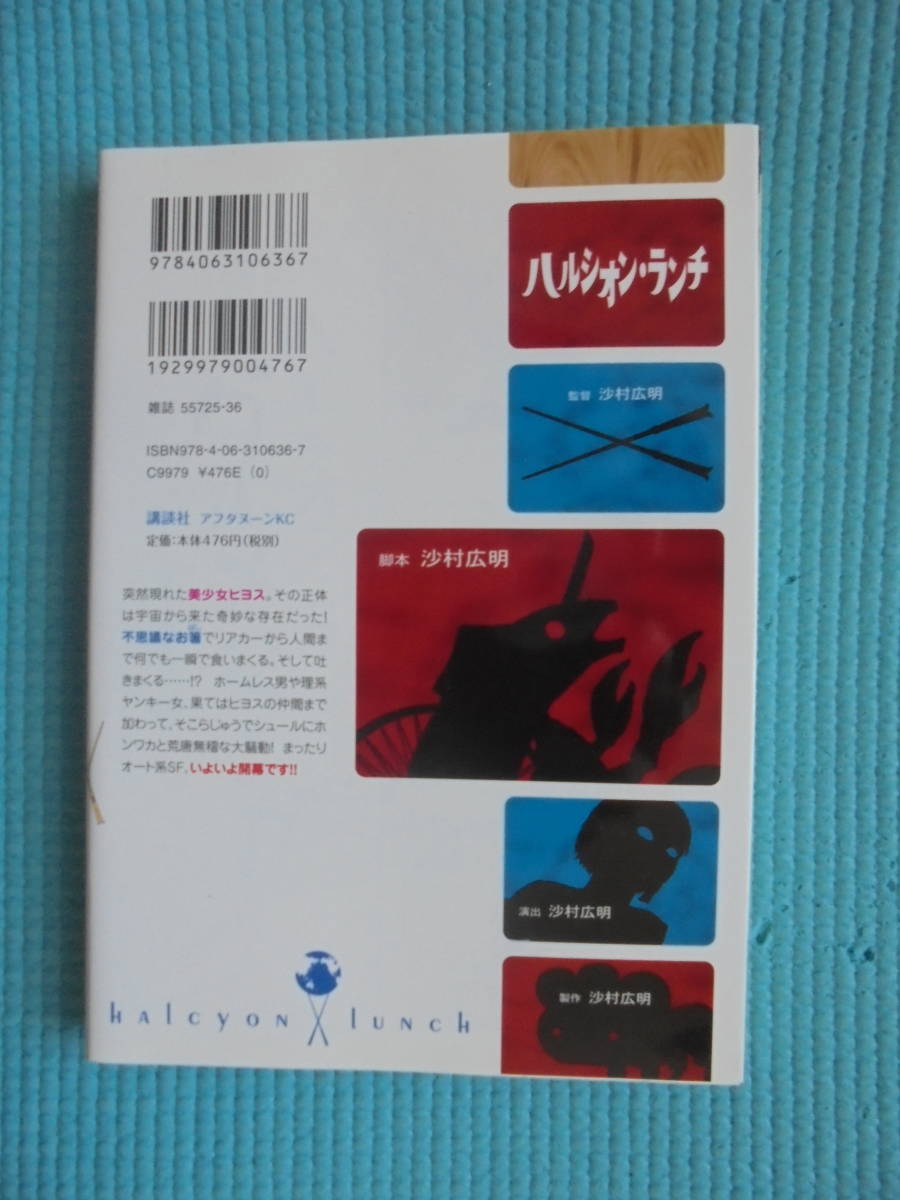 9784063106367
1929979004767
雑誌 55725-36
ISBN978-4-06-310636-7
C9979 ¥476E (0)
講談社 アフタヌーンKC
定価:本体476円(税別)
突然現れた美少女ヒヨス。その正体
は宇宙から来た奇妙な存在だった!
不思議なお箸でリアカーから人間ま
で何でも一瞬で食いまくる。そして吐
きまくる……!? ホームレス男や理系
ヤンキー女、果てはヒヨスの仲間まで
加わって、そこらじゅうでシュールにホ
ンワカと荒唐無稽な大騒動! まったり
オート系SF、いよいよ開幕です!!
halcyon lunch
ハルシオン・ランチ
監督 沙村広明
脚本 沙村広明
演出 沙村広明
製作 沙村広明